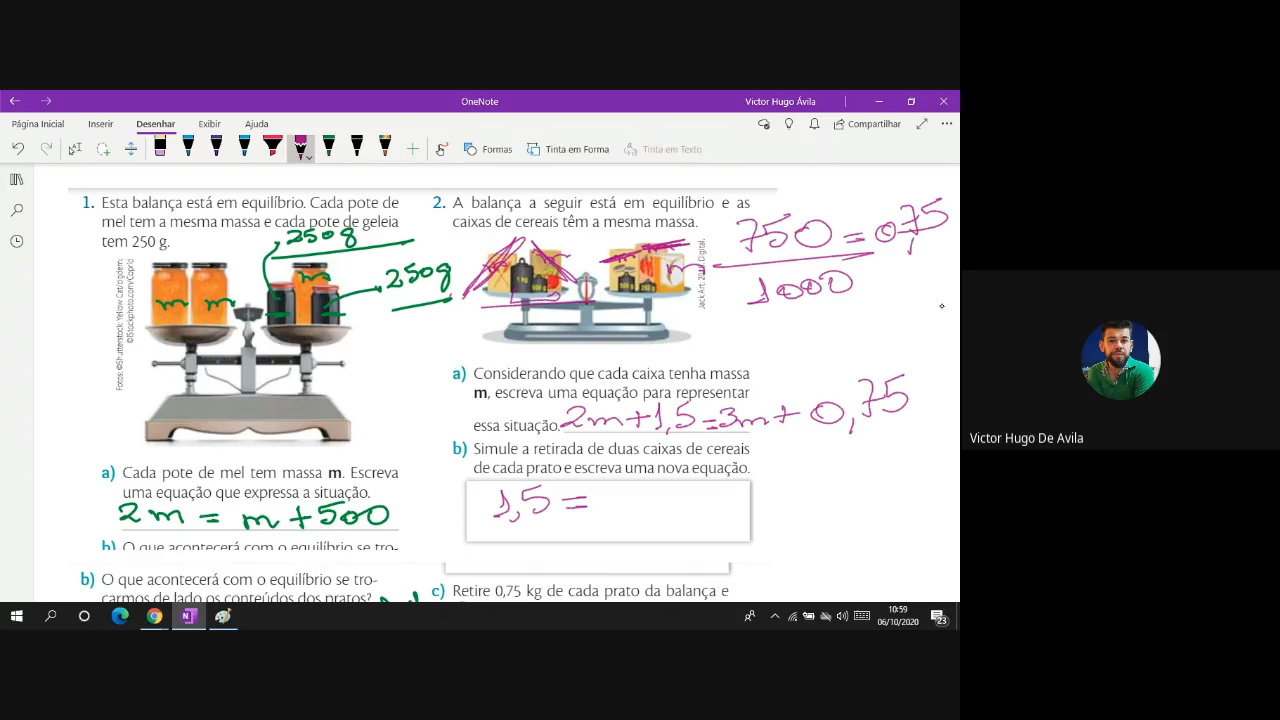 OneNote
Victor Hugo Ávila
Página Inicial Inserir Desenhar Exibir Ajuda
Compartilhar
Formas Tinta em Forma Tinta em Texto
1. Esta balança está em equilíbrio. Cada pote de
mel tem a mesma massa e cada pote de geleia
tem 250 g.
250g
250g
m m m
a) Cada pote de mel tem massa m. Escreva
uma equação que expressa a situação.
2m = m + 500
b) O que acontecerá com o equilíbrio se tro-
b) O que acontecerá com o equilíbrio se tro-
carmos de lado os conteúdos dos pratos?
2. A balança a seguir está em equilíbrio e as
caixas de cereais têm a mesma massa.
750 = 0,75
1000
m
a) Considerando que cada caixa tenha massa
m, escreva uma equação para representar
essa situação. 2m + 1,5 = 3m + 0,75
b) Simule a retirada de duas caixas de cereais
de cada prato e escreva uma nova equação.
1,5 =
c) Retire 0,75 kg de cada prato da balança e
Victor Hugo De Avila
10:59
06/10/2020
23